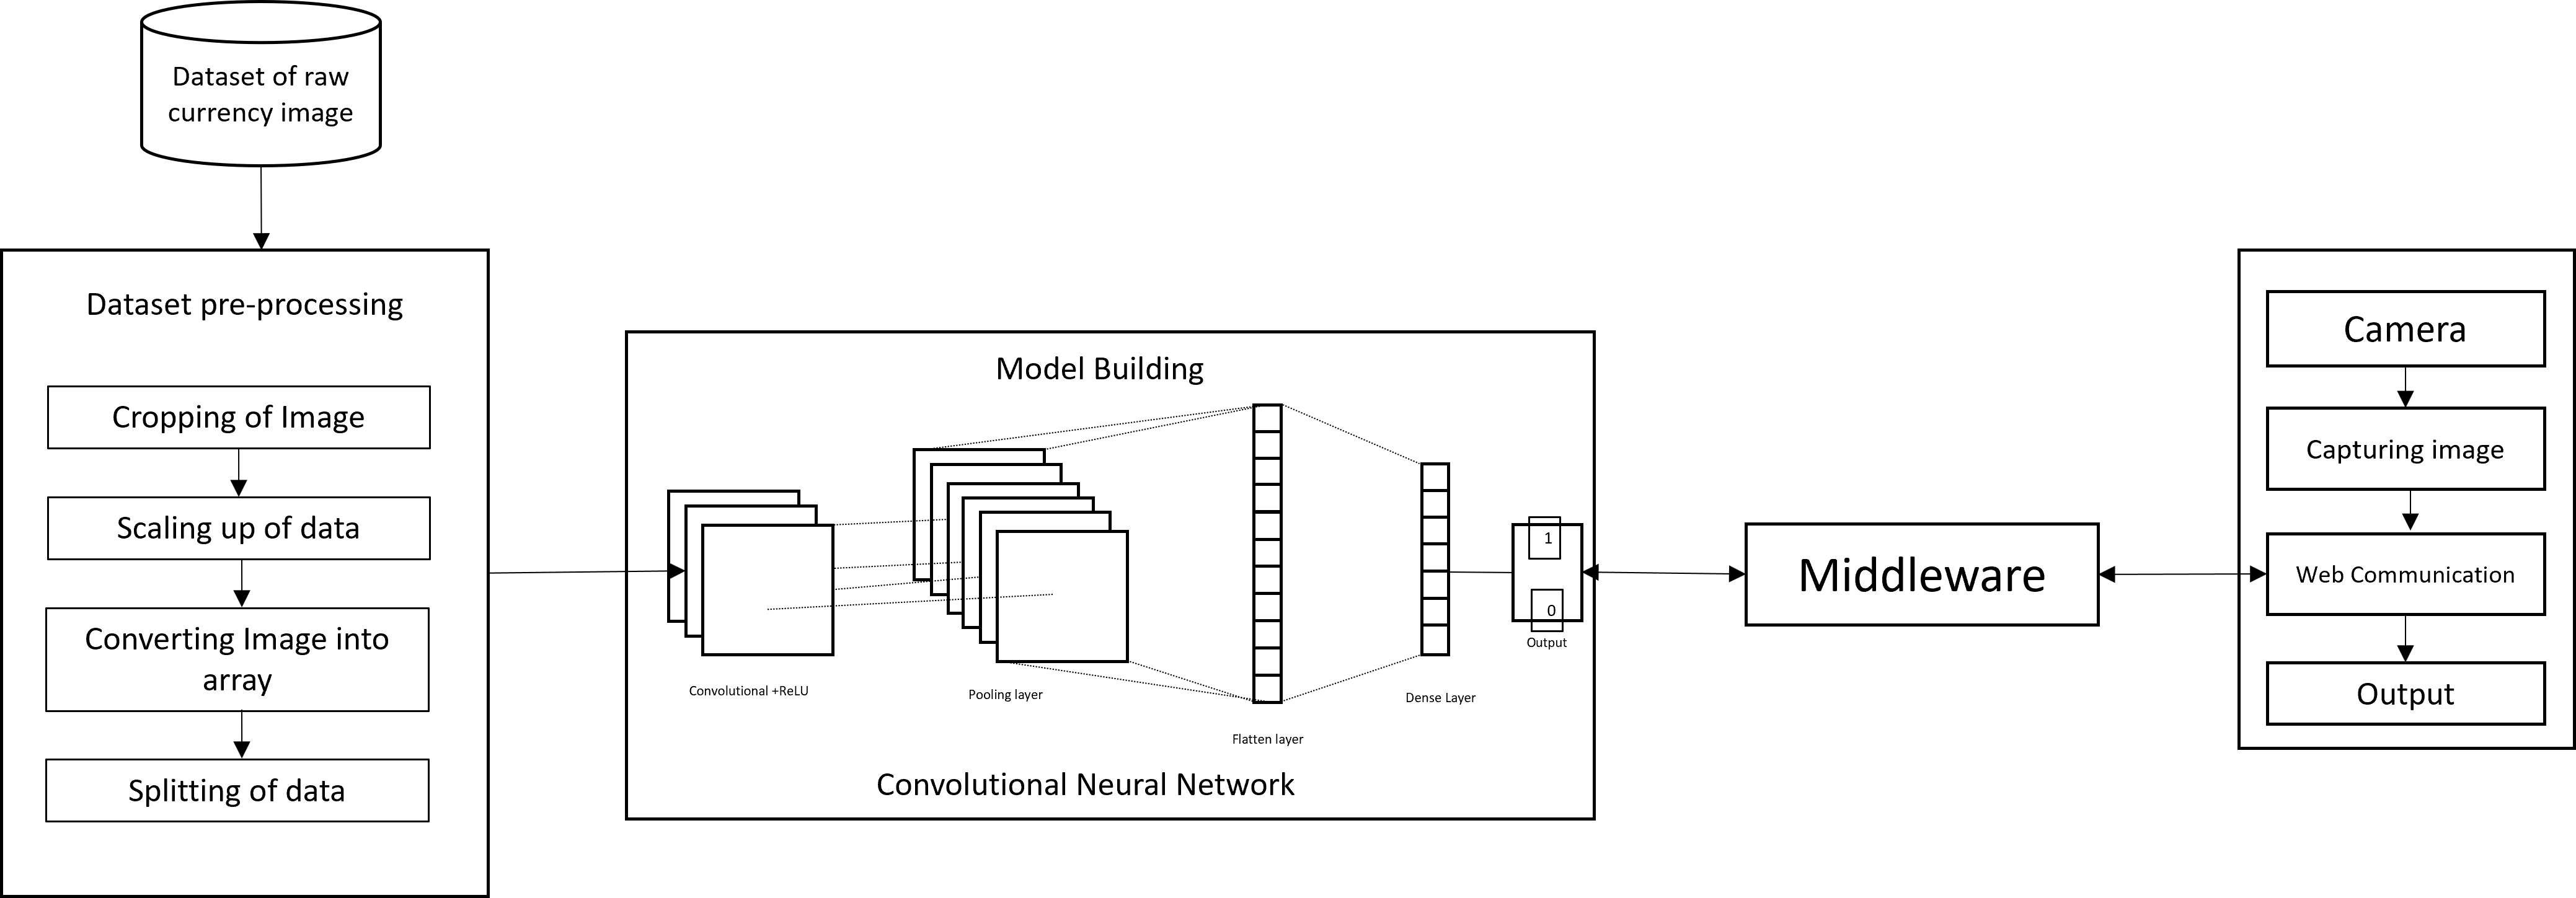 Dataset of raw
currency image
Dataset pre-processing
Cropping of Image
Scaling up of data
Converting Image into
array
Splitting of data
Model Building
Convolutional +ReLU
Pooling layer
Flatten layer
Dense Layer
1
0
Output
Convolutional Neural Network
Middleware
Camera
Capturing image
Web Communication
Output